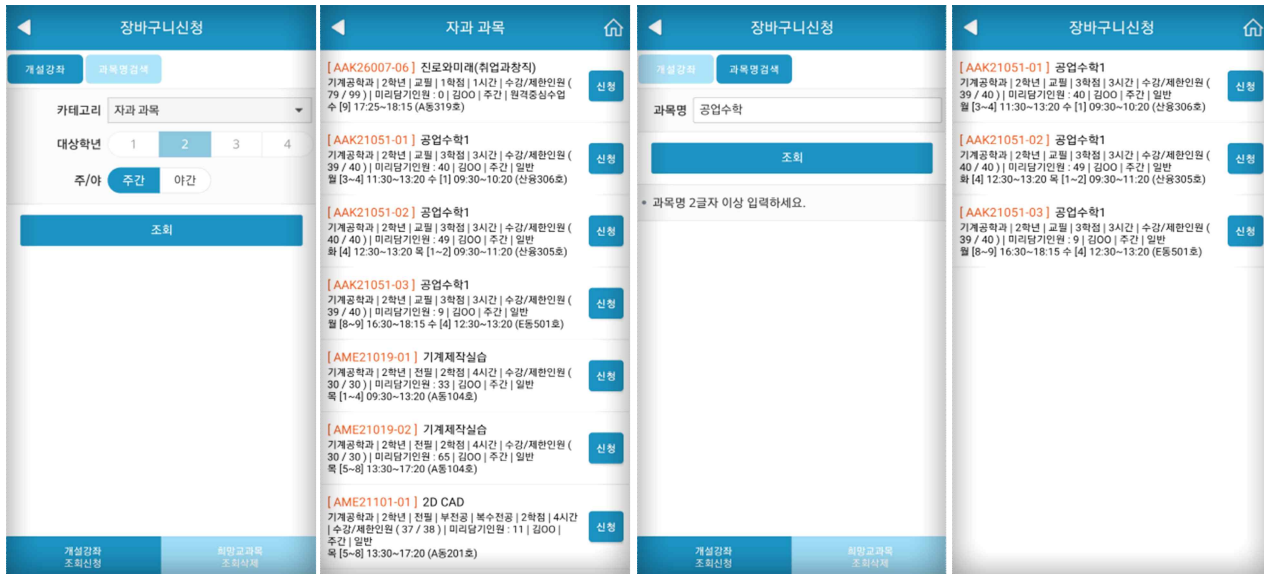 장바구니신청
개설강좌
과목명검색
카테고리
자과 과목
대상학년
1
2
3
4
주/야
주간
야간
조회
개설강좌
조회신청
희망교과목
조회삭제
자과 과목
[ AAK26007-06 ] 진로와미래(취업과창직)
기계공학과 | 2학년 | 교필 | 1학점 | 1시간 | 수강/제한인원 (
79 / 99 ) | 미리담기인원 : 0 | 김OO | 주간 | 원격중심수업
수 [9] 17:25~18:15 (A동319호)
신청
[ AAK21051-01 ] 공업수학1
기계공학과 | 2학년 | 교필 | 3학점 | 3시간 | 수강/제한인원 (
39 / 40 ) | 미리담기인원 : 40 | 김OO | 주간 | 일반
월 [3~4] 11:30~13:20 수 [1] 09:30~10:20 (산융306호)
신청
[ AAK21051-02 ] 공업수학1
기계공학과 | 2학년 | 교필 | 3학점 | 3시간 | 수강/제한인원 (
40 / 40 ) | 미리담기인원 : 49 | 김OO | 주간 | 일반
화 [4] 12:30~13:20 목 [1~2] 09:30~11:20 (산융305호)
신청
[ AAK21051-03 ] 공업수학1
기계공학과 | 2학년 | 교필 | 3학점 | 3시간 | 수강/제한인원 (
39 / 40 ) | 미리담기인원 : 9 | 김OO | 주간 | 일반
월 [8~9] 16:30~18:15 수 [4] 12:30~13:20 (E동501호)
신청
[ AME21019-01 ] 기계제작실습
기계공학과 | 2학년 | 전필 | 2학점 | 4시간 | 수강/제한인원 (
30 / 30 ) | 미리담기인원 : 33 | 김OO | 주간 | 일반
목 [1~4] 09:30~13:20 (A동104호)
신청
[ AME21019-02 ] 기계제작실습
기계공학과 | 2학년 | 전필 | 2학점 | 4시간 | 수강/제한인원 (
30 / 30 ) | 미리담기인원 : 65 | 김OO | 주간 | 일반
목 [5~8] 13:30~17:20 (A동104호)
신청
[ AME21101-01 ] 2D CAD
기계공학과 | 2학년 | 전필 | 부전공 | 복수전공 | 2학점 | 4시간
| 수강/제한인원 ( 37 / 38 ) | 미리담기인원 : 11 | 김OO |
주간 | 일반
목 [5~8] 13:30~17:20 (A동201호)
신청
장바구니신청
개설강좌
과목명검색
과목명
공업수학
조회
• 과목명 2글자 이상 입력하세요.
개설강좌
조회신청
희망교과목
조회삭제
장바구니신청
[ AAK21051-01 ] 공업수학1
기계공학과 | 2학년 | 교필 | 3학점 | 3시간 | 수강/제한인원 (
39 / 40 ) | 미리담기인원 : 40 | 김OO | 주간 | 일반
월 [3~4] 11:30~13:20 수 [1] 09:30~10:20 (산융306호)
신청
[ AAK21051-02 ] 공업수학1
기계공학과 | 2학년 | 교필 | 3학점 | 3시간 | 수강/제한인원 (
40 / 40 ) | 미리담기인원 : 49 | 김OO | 주간 | 일반
화 [4] 12:30~13:20 목 [1~2] 09:30~11:20 (산융305호)
신청
[ AAK21051-03 ] 공업수학1
기계공학과 | 2학년 | 교필 | 3학점 | 3시간 | 수강/제한인원 (
39 / 40 ) | 미리담기인원 : 9 | 김OO | 주간 | 일반
월 [8~9] 16:30~18:15 수 [4] 12:30~13:20 (E동501호)
신청